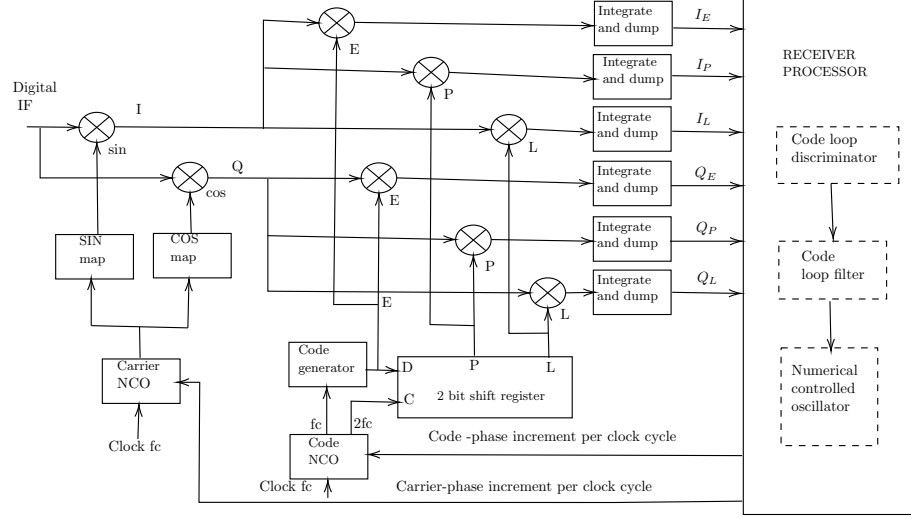 Integrate
and dump
I_E
E
Integrate
and dump
I_P
P
RECEIVER
PROCESSOR
Digital
IF
I
sin
Integrate
and dump
I_L
L
Code loop
discriminator
Q
cos
E
Integrate
and dump
Q_E
SIN
map
COS
map
P
Integrate
and dump
Q_P
Code
loop filter
E
L
Integrate
and dump
Q_L
Carrier
NCO
Code
generator
D
P
L
C
2 bit shift register
Numerical
controlled
oscillator
fc
2fc
Clock fc
Code
NCO
Code -phase increment per clock cycle
Clock fc
Carrier-phase increment per clock cycle